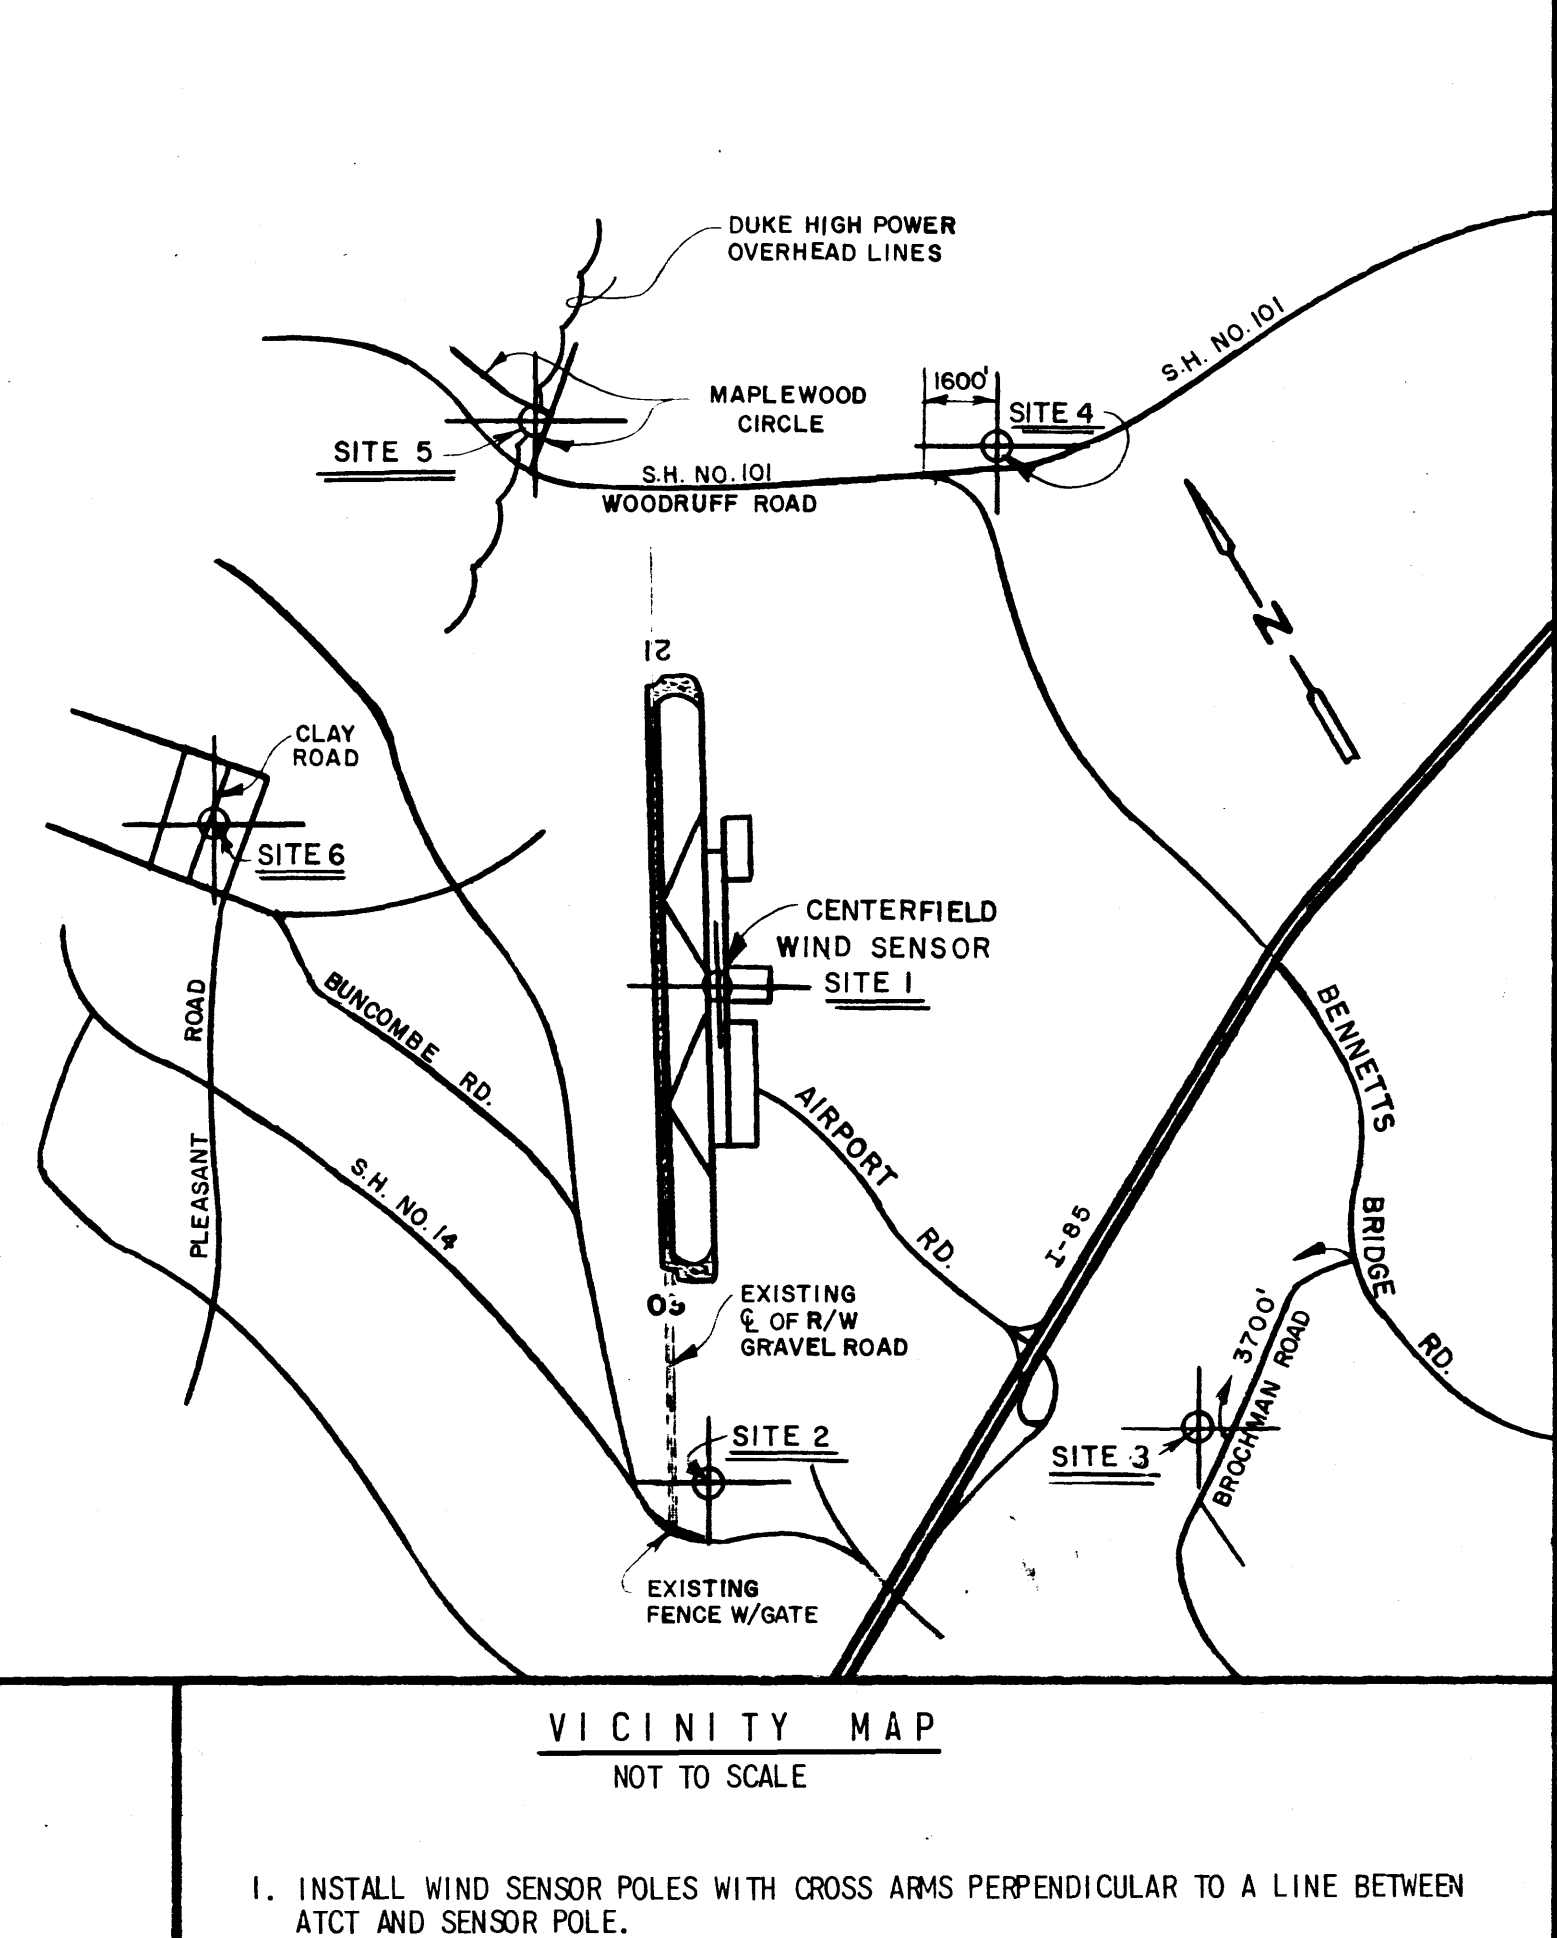 DUKE HIGH POWER
OVERHEAD LINES
S.H. NO. 101
1600'
SITE 4
MAPLEWOOD
CIRCLE
SITE 5
S.H. NO. 101
WOODRUFF ROAD
N
21
CLAY
ROAD
SITE 6
CENTERFIELD
WIND SENSOR
SITE 1
BUNCOMBE RD.
PLEASANT ROAD
S.H. NO. 14
AIRPORT RD.
I-85
BENNETTS BRIDGE RD.
03
EXISTING
℄ OF R/W
GRAVEL ROAD
3700'
BROCHMAN ROAD
SITE 2
SITE 3
EXISTING
FENCE W/GATE
VICINITY MAP
NOT TO SCALE
1. INSTALL WIND SENSOR POLES WITH CROSS ARMS PERPENDICULAR TO A LINE BETWEEN
ATCT AND SENSOR POLE.